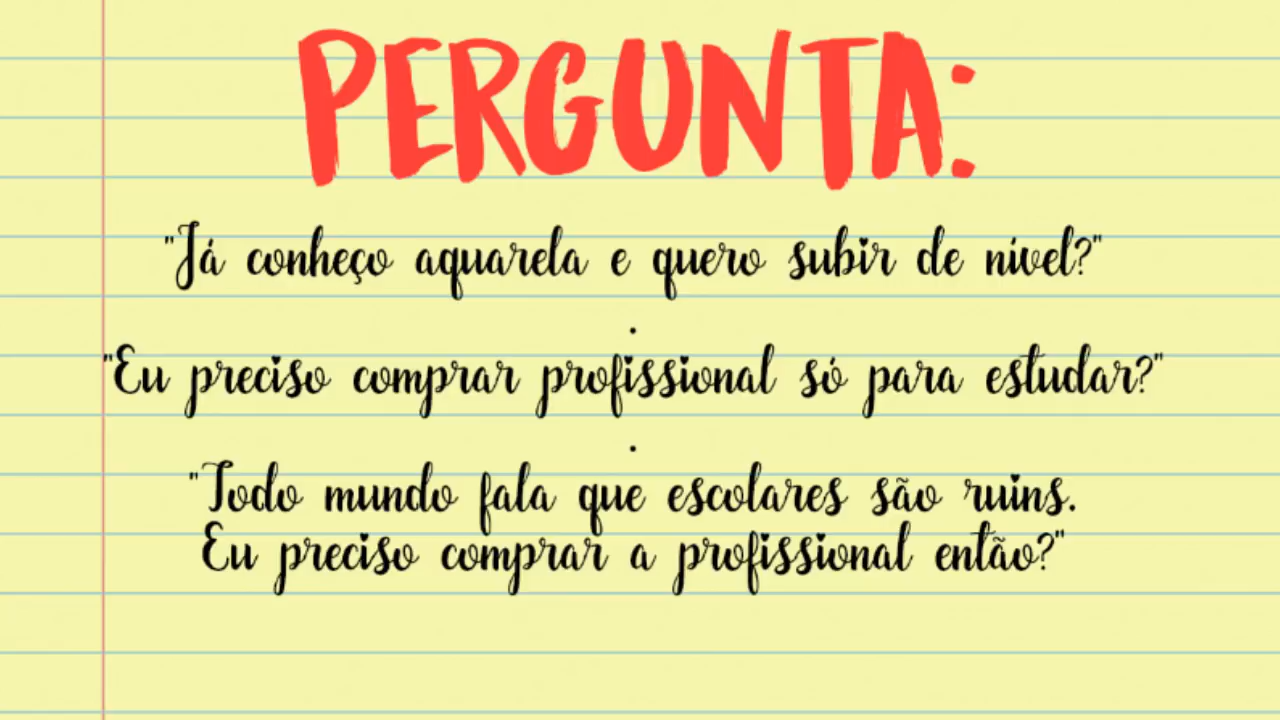 PERGUNTA:
"Já conheço aquarela e quero subir de nível?"
.
"Eu preciso comprar profissional só para estudar?"
.
"Todo mundo fala que escolares são ruins.
Eu preciso comprar a profissional então?"